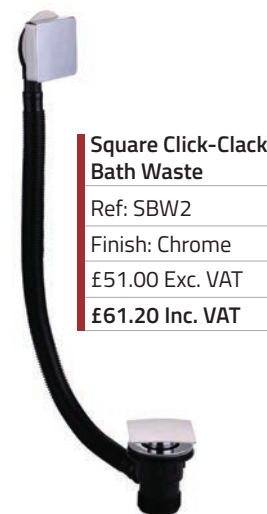 Square Click-Clack
Bath Waste
Ref: SBW2
Finish: Chrome
£51.00 Exc. VAT
£61.20 Inc. VAT